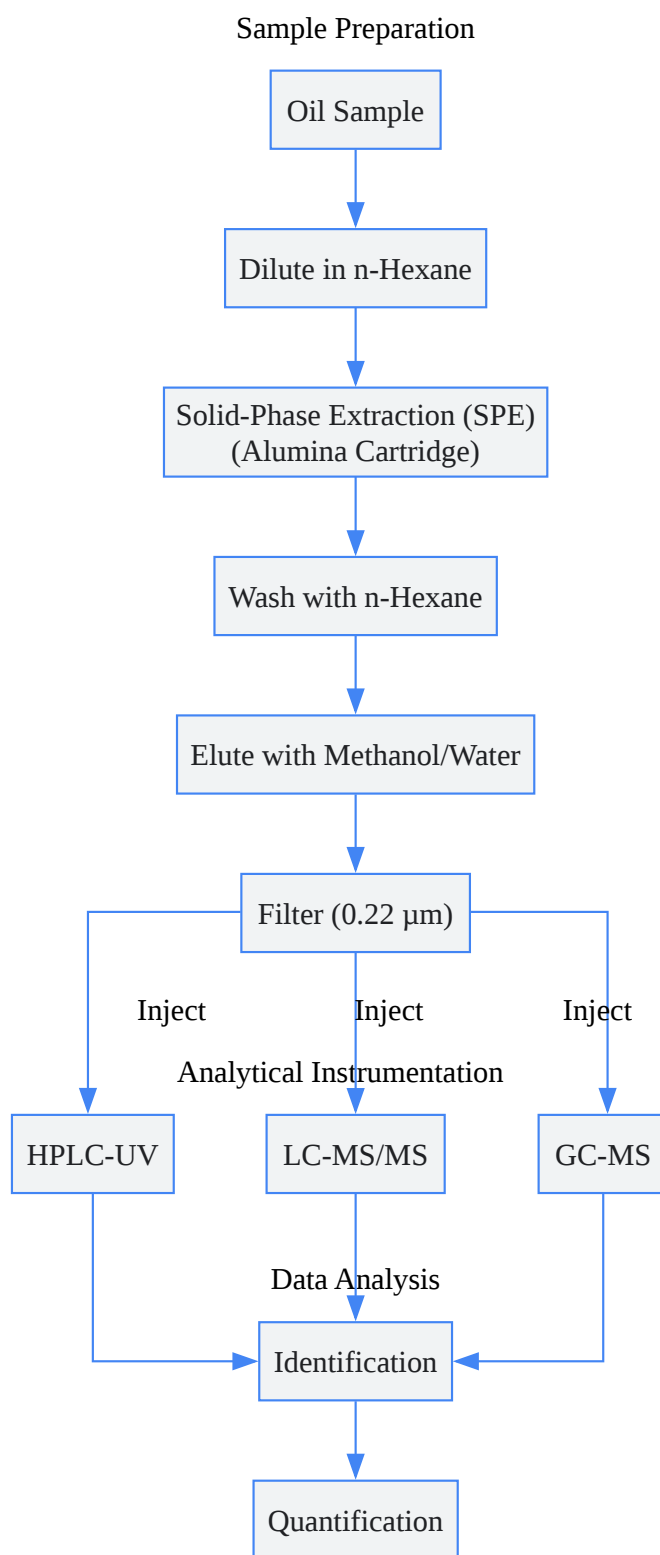 Sample Preparation
Oil Sample
Dilute in n-Hexane
Solid-Phase Extraction (SPE)
(Alumina Cartridge)
Wash with n-Hexane
Elute with Methanol/Water
Filter (0.22 µm)
Inject
Inject
Inject
Analytical Instrumentation
HPLC-UV
LC-MS/MS
GC-MS
Data Analysis
Identification
Quantification